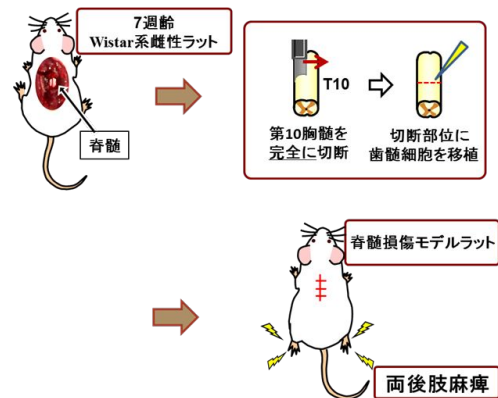 7週齢
Wistar系雌性ラット
脊髄
T10
第10胸髄を
完全に切断
切断部位に
歯髄細胞を移植
脊髄損傷モデルラット
両後肢麻痺